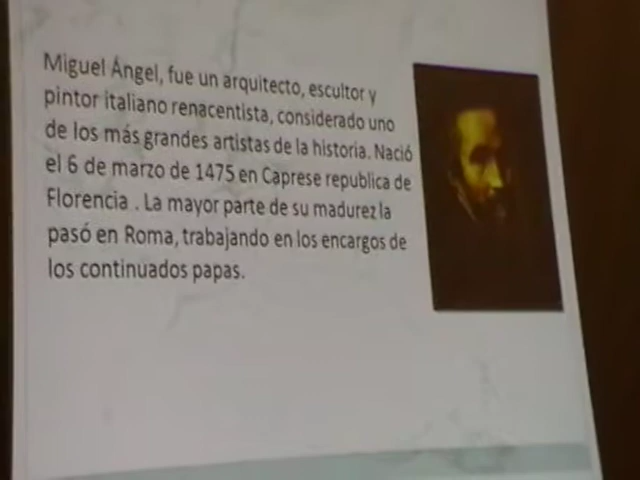 Miguel Ángel, fue un arquitecto, escultor y
pintor italiano renacentista, considerado uno
de los más grandes artistas de la historia. Nació
el 6 de marzo de 1475 en Caprese republica de
Florencia . La mayor parte de su madurez la
pasó en Roma, trabajando en los encargos de
los continuados papas.